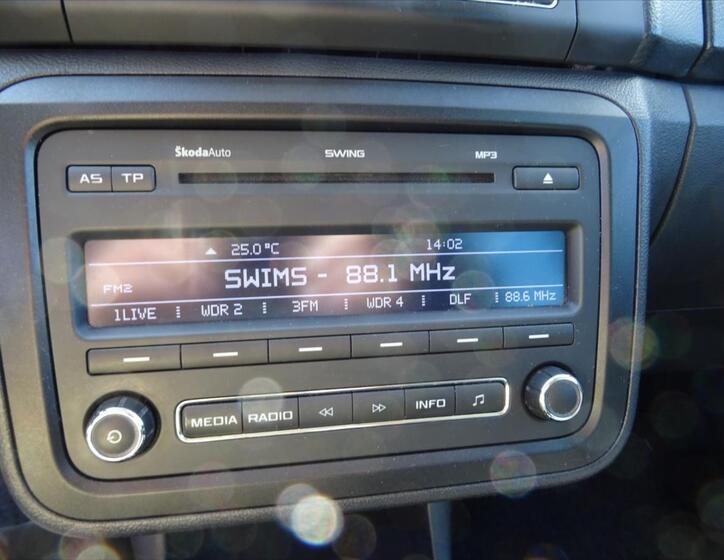 ŠkodaAuto SWING MP3
AS TP
25.0°C 14:02
SWIMS - 88.1 MHz
FM2
1LIVE WDR 2 3FM WDR 4 DLF 88.6 MHz
MEDIA RADIO INFO